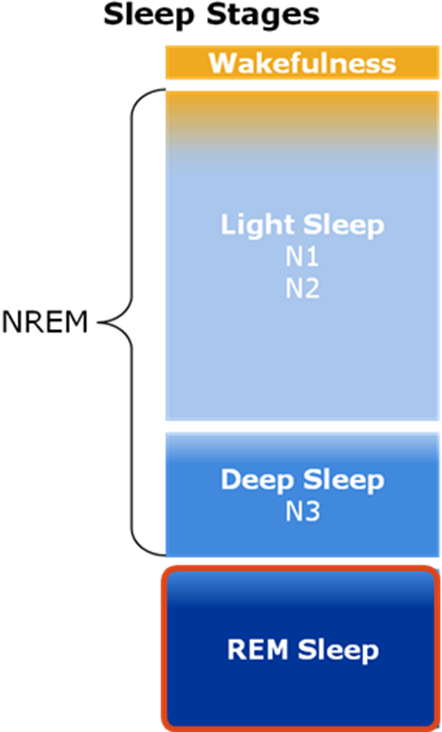 Sleep Stages
Wakefulness
Light Sleep
N1
N2
NREM
Deep Sleep
N3
REM Sleep